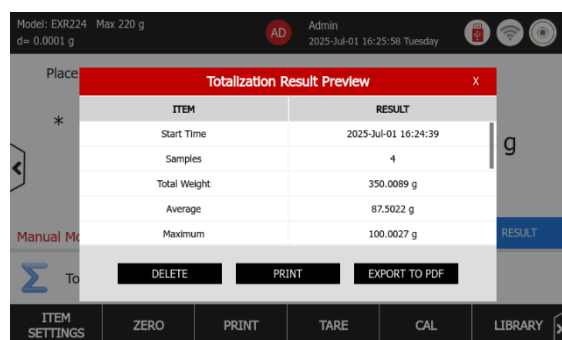 Model: EXR224 Max 220 g
d= 0.0001 g
AD
Admin
2025-Jul-01 16:25:58 Tuesday
Place
Totalization Result Preview
X
ITEM RESULT
Start Time 2025-Jul-01 16:24:39
Samples 4
Total Weight 350.0089 g
Average 87.5022 g
Maximum 100.0027 g
*
g
Manual Mo
RESULT
To
DELETE PRINT EXPORT TO PDF
ITEM SETTINGS ZERO PRINT TARE CAL LIBRARY